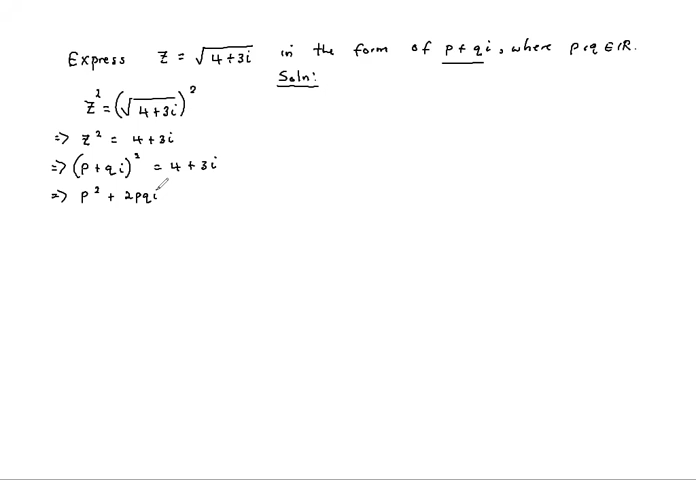 Express Z = √4+3i in the form of p+qi, where p,q ∈ R.
Soln:
Z² = (√4+3i)²
=> Z² = 4+3i
=> (p+qi)² = 4+3i
=> p² + 2pqi